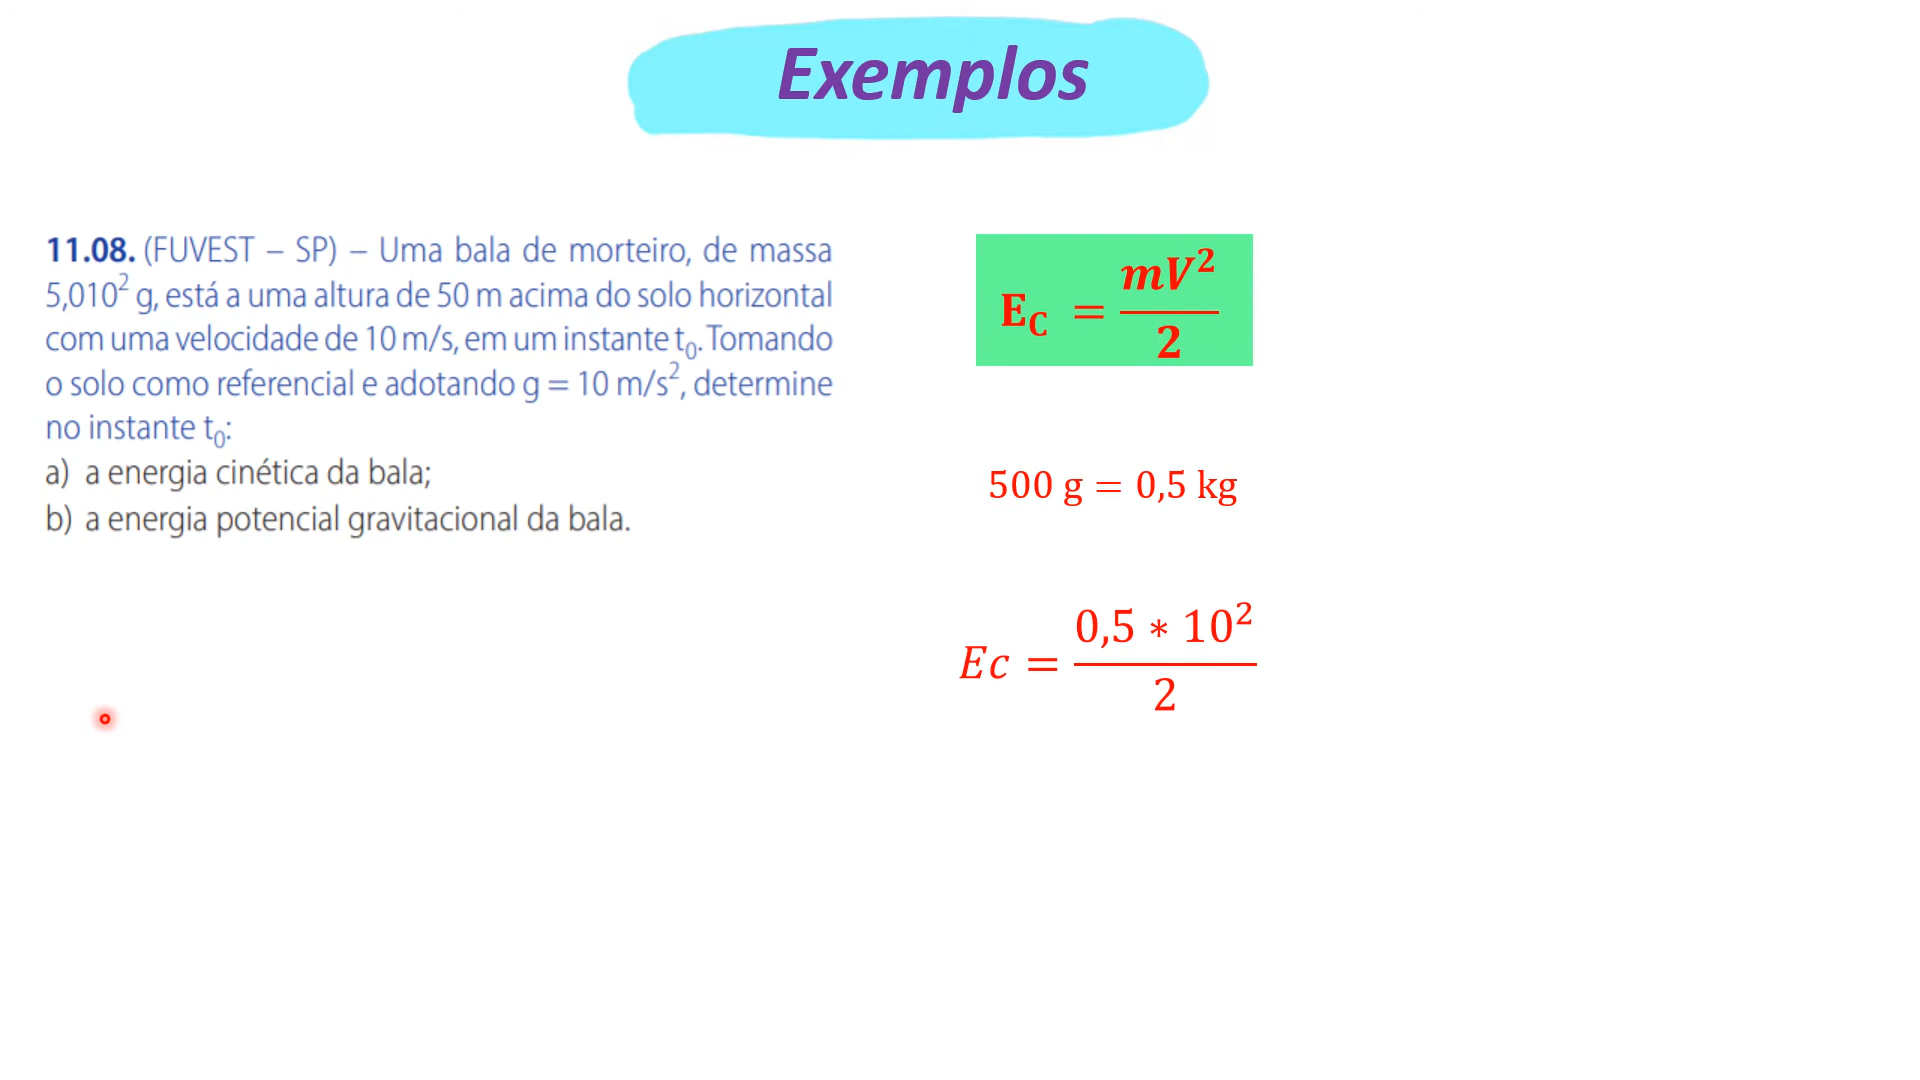 Exemplos
11.08. (FUVEST – SP) – Uma bala de morteiro, de massa
5,010² g, está a uma altura de 50 m acima do solo horizontal
com uma velocidade de 10 m/s, em um instante t₀. Tomando
o solo como referencial e adotando g = 10 m/s², determine
no instante t₀:
a) a energia cinética da bala;
b) a energia potencial gravitacional da bala.
E_C = mV²/2
500 g = 0,5 kg
Ec = 0,5 ∗ 10²/2